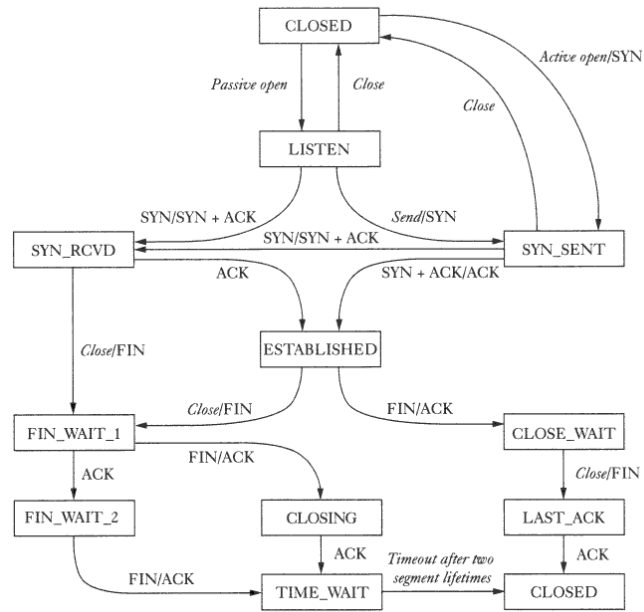 CLOSED
Active open/SYN
Passive open
Close
Close
LISTEN
SYN/SYN + ACK
Send/SYN
SYN/SYN + ACK
SYN_RCVD
SYN_SENT
ACK
SYN + ACK/ACK
ESTABLISHED
Close/FIN
Close/FIN
FIN/ACK
FIN_WAIT_1
CLOSE_WAIT
FIN/ACK
ACK
Close/FIN
FIN_WAIT_2
CLOSING
LAST_ACK
ACK
Timeout after two
segment lifetimes
ACK
FIN/ACK
TIME_WAIT
CLOSED